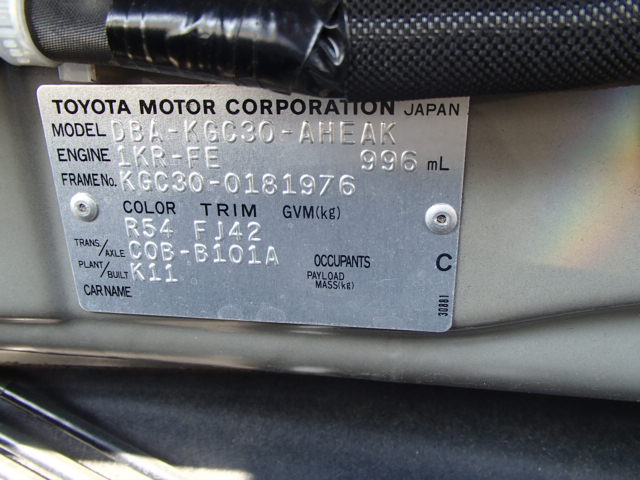 TOYOTA MOTOR CORPORATION JAPAN
MODEL DBA-KGC30-AHEAK
ENGINE 1KR-FE 996 mL
FRAME No. KGC30-0181976
COLOR TRIM GVM(kg)
R54 FJ42
TRANS./AXLE C0B-B101A OCCUPANTS C
PLANT/BUILT K11 PAYLOAD MASS(kg)
CAR NAME
30881